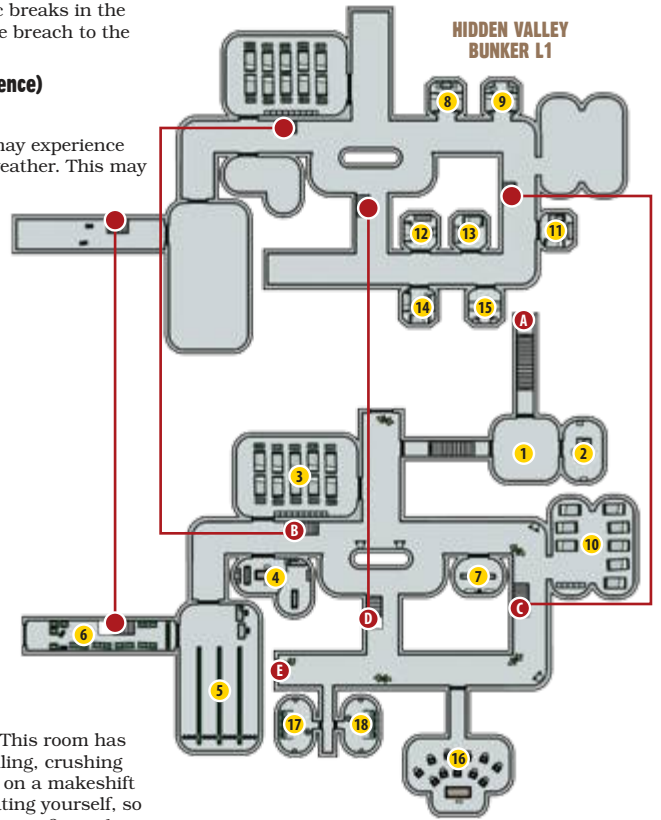 c breaks in the
e breach to the
ence)
may experience
weather. This may
HIDDEN VALLEY
BUNKER L1
8
9
12
13
11
14
15
A
1
2
3
B
10
4
7
C
6
D
E
5
17
18
16
This room has
ling, crushing
on a makeshift
ting yourself, so